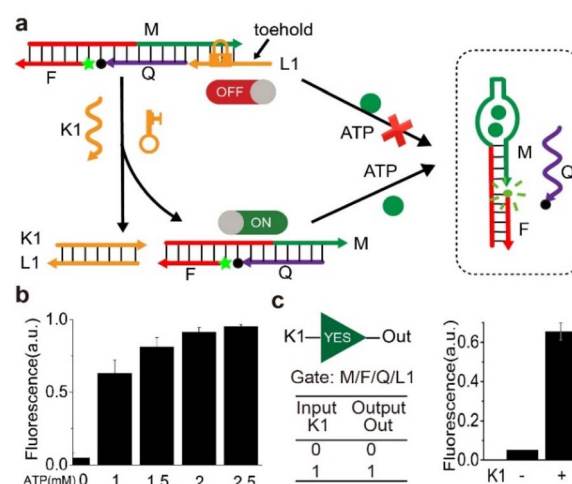 a
M
toehold
F
Q
L1
OFF
K1
ATP
ATP
M
Q
F
ON
K1
L1
M
F
Q
b
Fluorescence(a.u.)
1.0
0.5
0.0
ATP(mM) 0 1 1.5 2 2.5
c
K1 YES Out
Gate: M/F/Q/L1
Input Output
K1 Out
0 0
1 1
Fluorescence(a.u.)
0.6
0.4
0.2
0.0
K1 - +